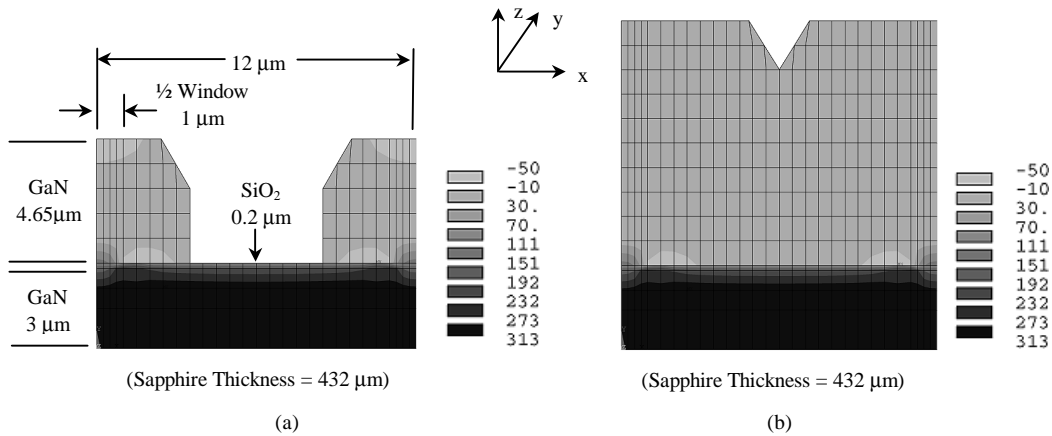 z
y
x
12 µm
½ Window
1 µm
GaN
4.65µm
SiO₂
0.2 µm
GaN
3 µm
-50
-10
30.
70.
111
151
192
232
273
313
(Sapphire Thickness = 432 µm)
(a)
-50
-10
30.
70.
111
151
192
232
273
313
(Sapphire Thickness = 432 µm)
(b)